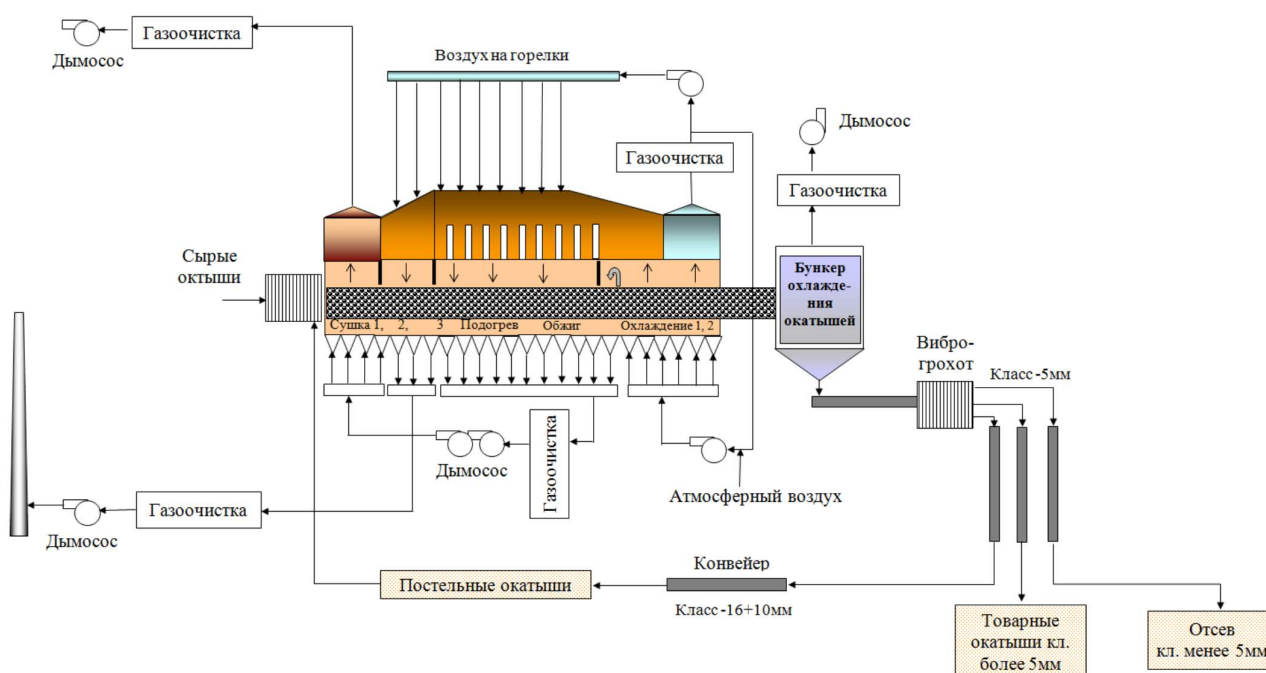 Газоочистка
Дымосос
Воздух на горелки
Дымосос
Газоочистка
Газоочистка
Сырые
октыши
Бункер
охлажде-
ния
окатышей
Сушка 1, 2, 3 Подогрев Обжиг Охлаждение 1, 2
Вибро-
грохот
Класс -5мм
Газоочистка
Дымосос
Атмосферный воздух
Газоочистка
Дымосос
Конвейер
Постельные окатыши
Класс -16+10мм
Товарные
окатыши кл.
более 5мм
Отсев
кл. менее 5мм